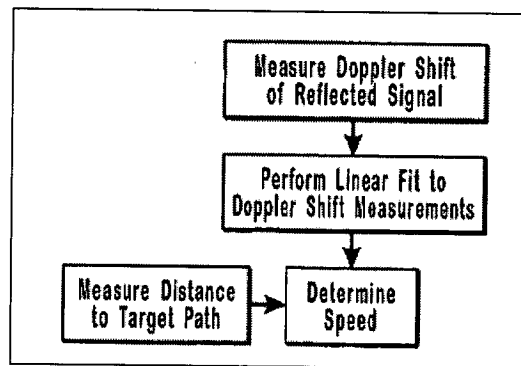 Measure Doppler Shift
of Reflected Signal
Perform Linear Fit to
Doppler Shift Measurements
Measure Distance
to Target Path
Determine
Speed